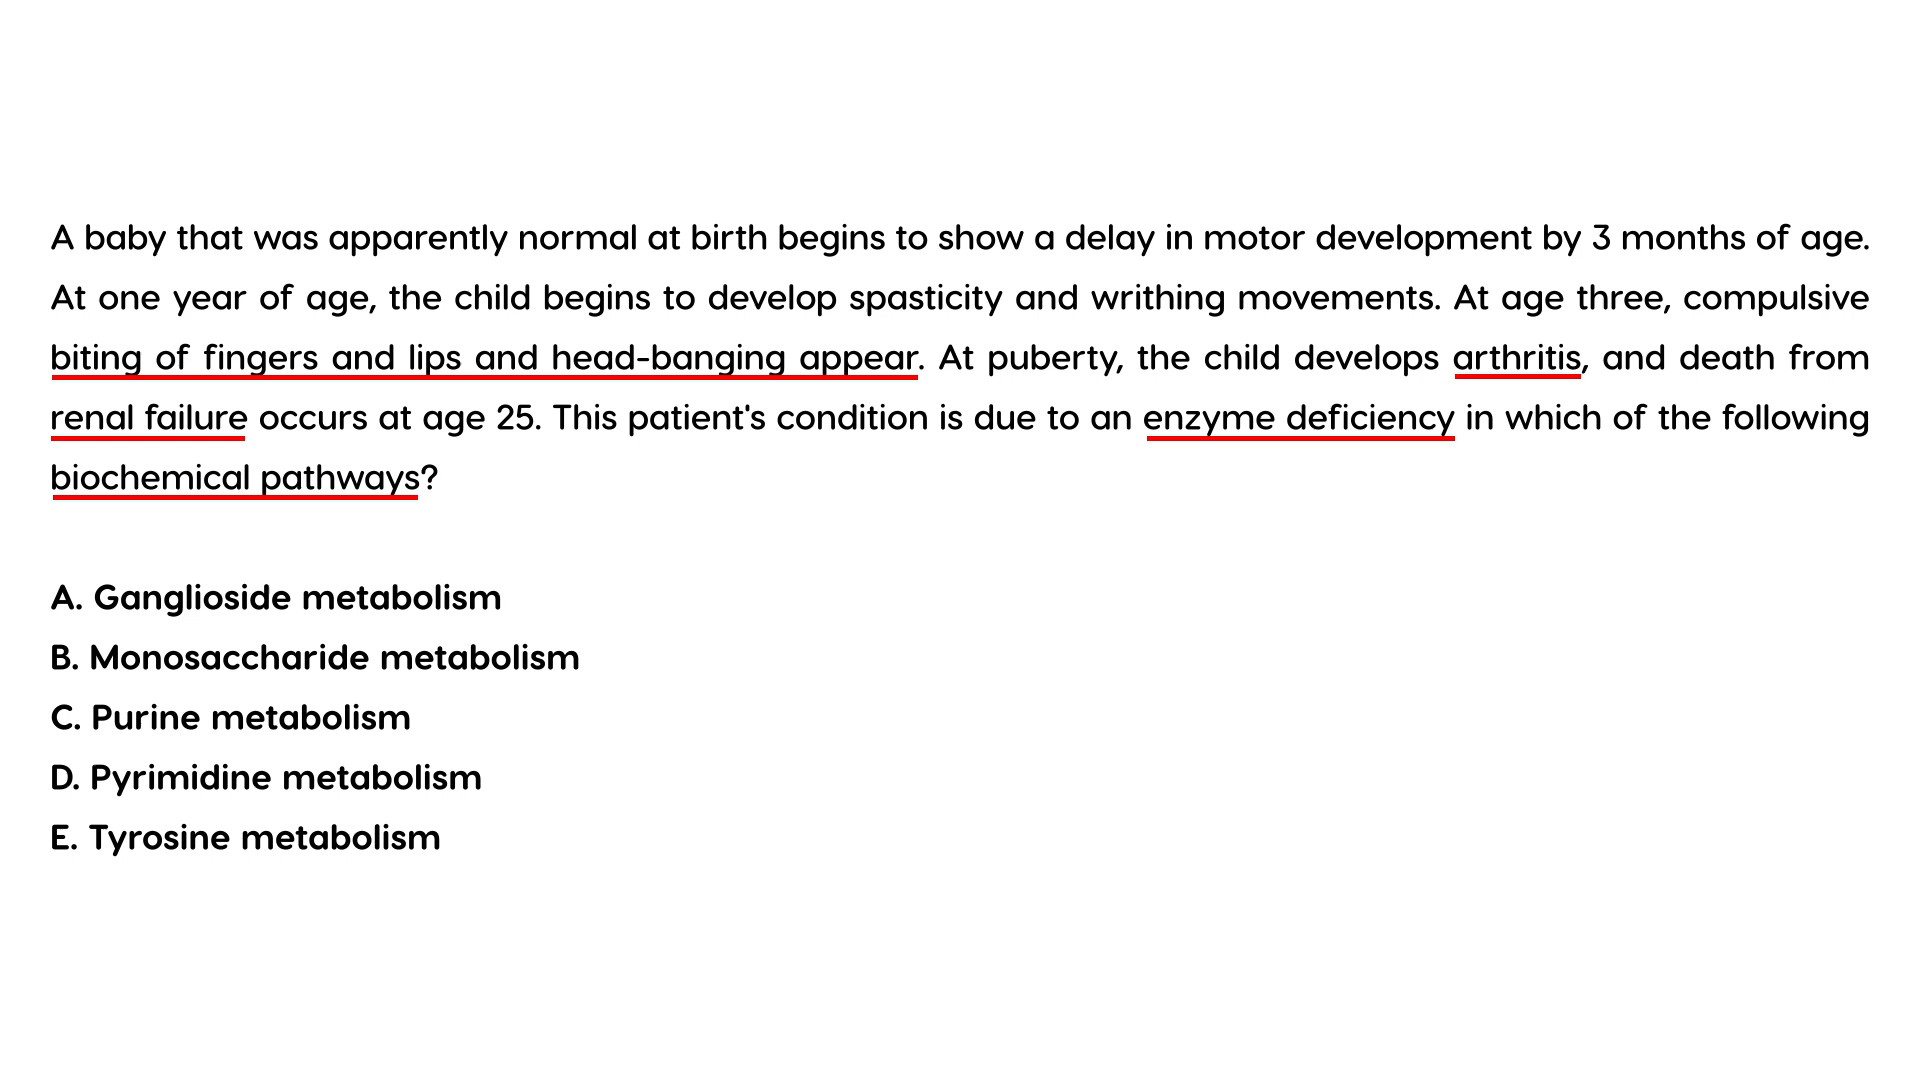 A baby that was apparently normal at birth begins to show a delay in motor development by 3 months of age.
At one year of age, the child begins to develop spasticity and writhing movements. At age three, compulsive
biting of fingers and lips and head-banging appear. At puberty, the child develops arthritis, and death from
renal failure occurs at age 25. This patient's condition is due to an enzyme deficiency in which of the following
biochemical pathways?
A. Ganglioside metabolism
B. Monosaccharide metabolism
C. Purine metabolism
D. Pyrimidine metabolism
E. Tyrosine metabolism